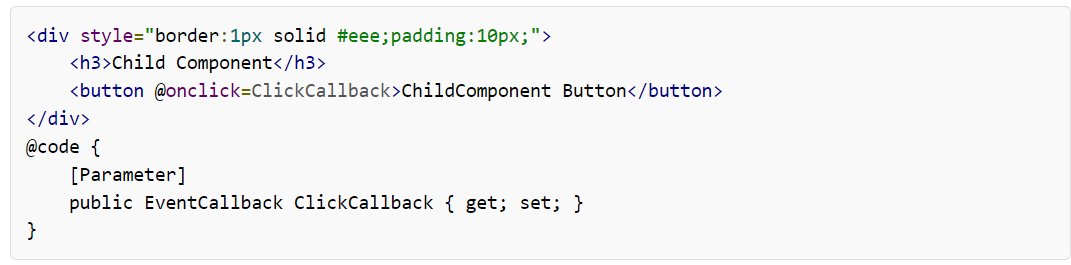 <div style="border:1px solid #eee;padding:10px;">
    <h3>Child Component</h3>
    <button @onclick=ClickCallback>ChildComponent Button</button>
</div>
@code {
    [Parameter]
    public EventCallback ClickCallback { get; set; }
}